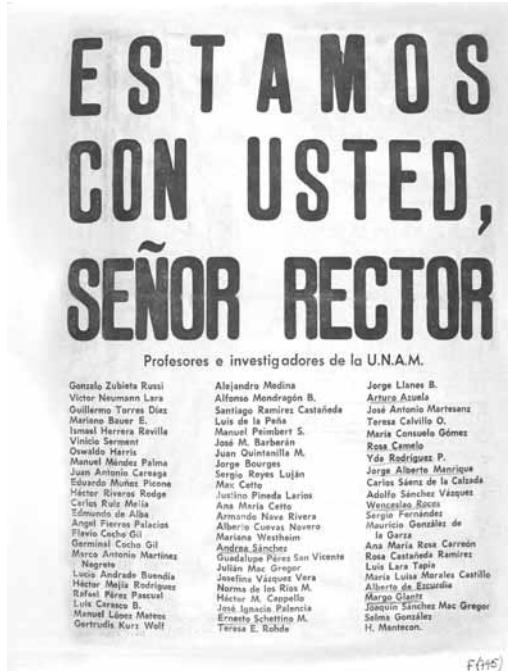 ESTAMOS
CON USTED,
SEÑOR RECTOR
Profesores e investigadores de la U.N.A.M.
Gonzalo Zubieta Russi
Victor Neumann Lara
Guillermo Torres Díaz
Mariano Bauer E.
Ismael Herrera Revilla
Vinicio Serment
Oswaldo Harris
Manuel Méndez Palma
Juan Antonio Careaga
Eduardo Muñoz Picone
Héctor Riveros Rodge
Carlos Ruiz Mejía
Edmundo de Alba
Angel Fierros Palacios
Flavio Cocho Gil
Germinal Cocho Gil
Marco Antonio Martínez
Negrete
Lucio Andrade Buendía
Héctor Mejía Rodríguez
Rafael Pérez Pascual
Luis Carasco B.
Manuel López Mateos
Gertrudis Kurz Wolf
Alejandro Medina
Alfonso Mondragón B.
Santiago Ramírez Castañeda
Luis de la Peña
Manuel Peimbert S.
José M. Barberán
Juan Quintanilla M.
Jorge Bourges
Sergio Reyes Luján
Max Cetto
Justino Pineda Larios
Ana María Cetto
Armando Nava Rivera
Alberto Cuevas Novero
Mariana Westheim
Andrea Sánchez
Guadalupe Pérez San Vicente
Julián Mac Gregor
Josefina Vázquez Vera
Norma de los Ríos M.
Héctor M. Cappello
José Ignacio Palencia
Ernesto Schettino M.
Teresa E. Rohde
Jorge Llanes B.
Arturo Azuela
José Antonio Martesanz
Teresa Calvillo O.
María Consuelo Gómez
Rosa Camelo
Yda Rodríguez P.
Jorge Alberto Manrique
Carlos Sáenz de la Calzada
Adolfo Sánchez Vázquez
Wenceslao Roces
Sergio Fernández
Mauricio González de
la Garza
Ana María Rosa Carreón
Rosa Castañeda Ramírez
Luis Lara Tapia
María Luisa Morales Castillo
Alberto de Ezcurdia
Margo Glantz
Joaquín Sánchez Mac Gregor
Selma González
H. Mantecon.